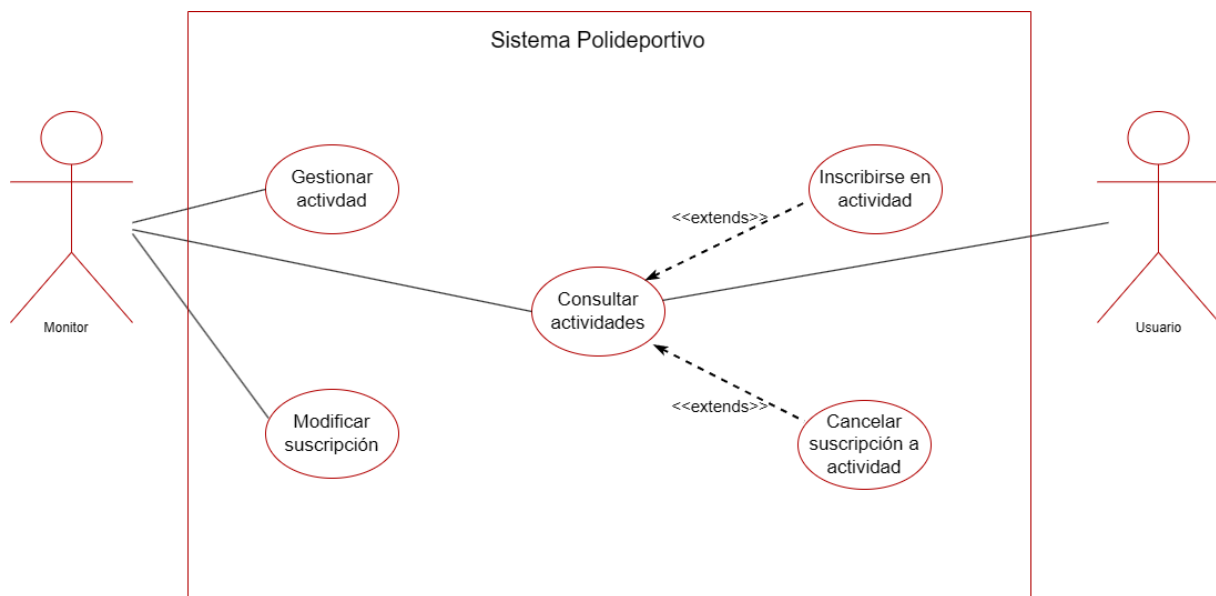 Sistema Polideportivo
Gestionar
activdad
Inscribirse en
actividad
<<extends>>
Consultar
actividades
Monitor
Usuario
<<extends>>
Modificar
suscripción
Cancelar
suscripción a
actividad